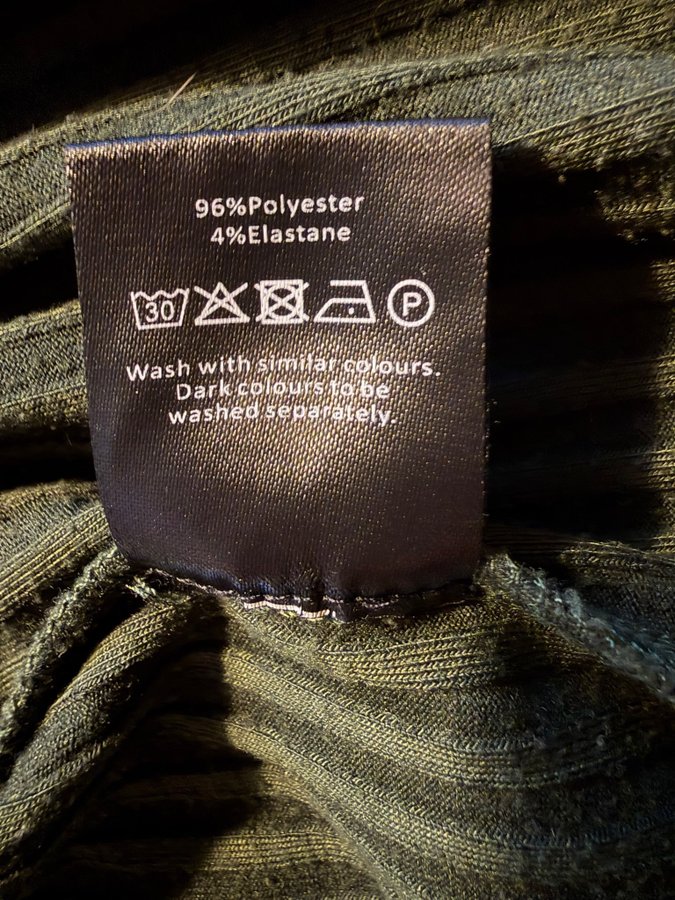 96%Polyester
4%Elastane
30 P
Wash with similar colours.
Dark colours to be
washed separately.